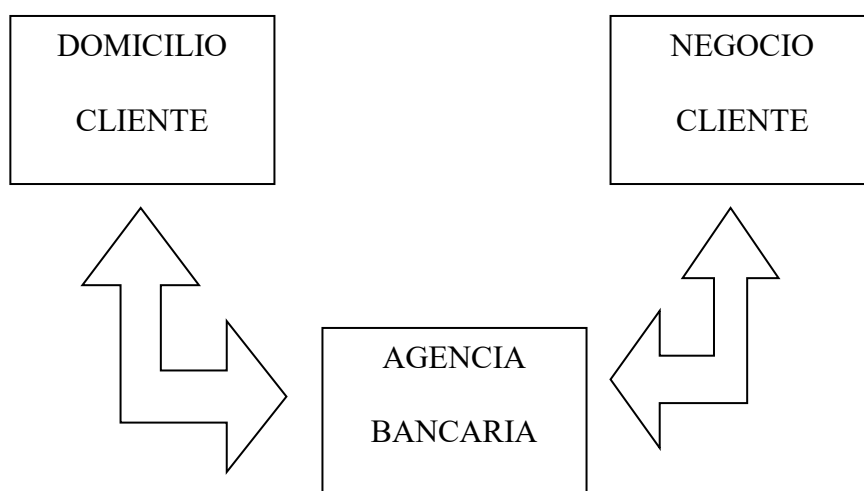 DOMICILIO
CLIENTE
NEGOCIO
CLIENTE
AGENCIA
BANCARIA